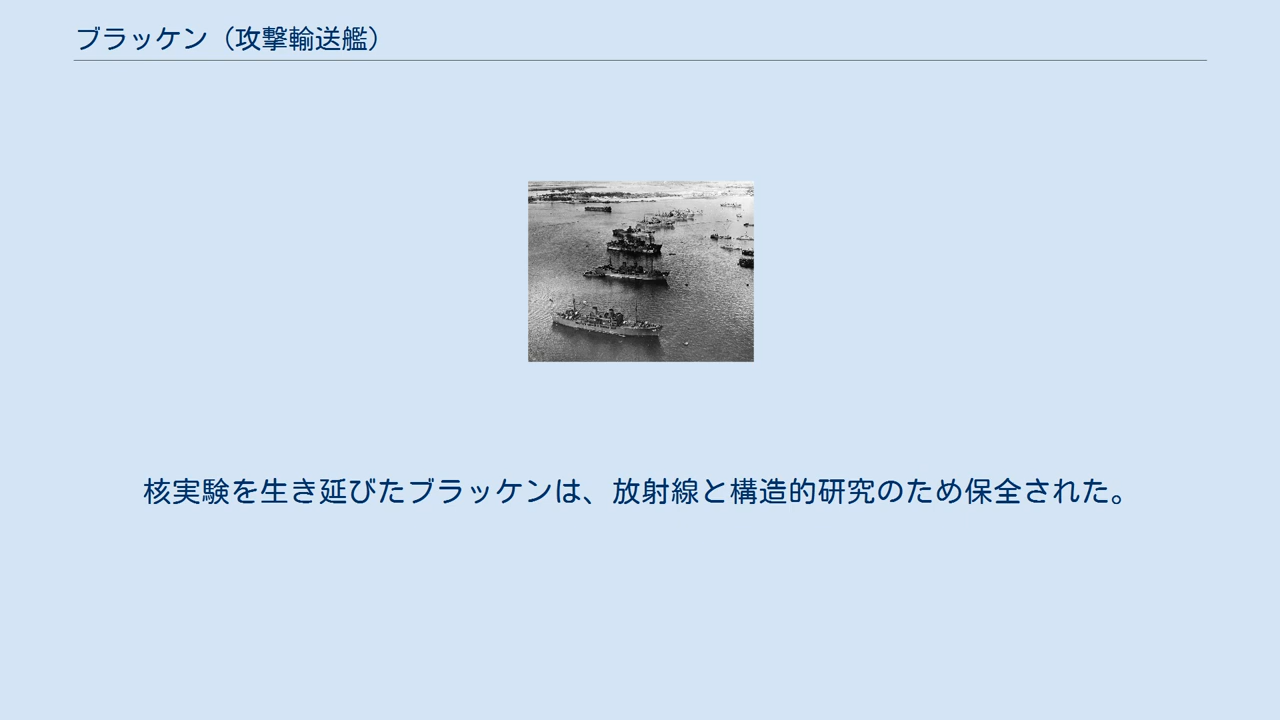 ブラッケン（攻撃輸送艦）
核実験を生き延びたブラッケンは、放射線と構造的研究のため保全された。